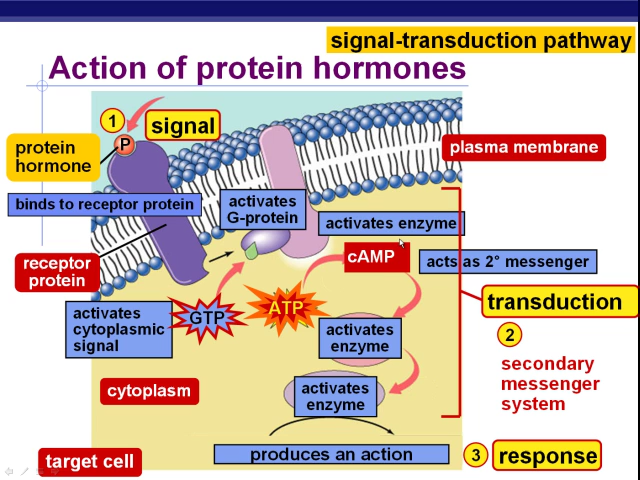 signal-transduction pathway
Action of protein hormones
1
signal
P
protein
hormone
plasma membrane
binds to receptor protein
activates
G-protein
activates enzyme
cAMP
acts as 2° messenger
receptor
protein
transduction
activates
cytoplasmic
signal
GTP
ATP
activates
enzyme
2
secondary
messenger
system
cytoplasm
activates
enzyme
produces an action
3
response
target cell